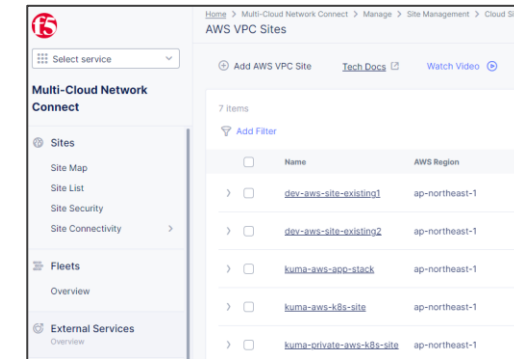 Home > Multi-Cloud Network Connect > Manage > Site Management > Cloud Si
AWS VPC Sites
f5
Select service
Add AWS VPC Site
Tech Docs
Watch Video
Multi-Cloud Network
Connect
7 items
Add Filter
Sites
Site Map
Site List
Site Security
Site Connectivity
Fleets
Overview
External Services
Overview
Name
AWS Region
dev-aws-site-existing1
ap-northeast-1
dev-aws-site-existing2
ap-northeast-1
kuma-aws-app-stack
ap-northeast-1
kuma-aws-k8s-site
ap-northeast-1
kuma-private-aws-k8s-site
ap-northeast-1